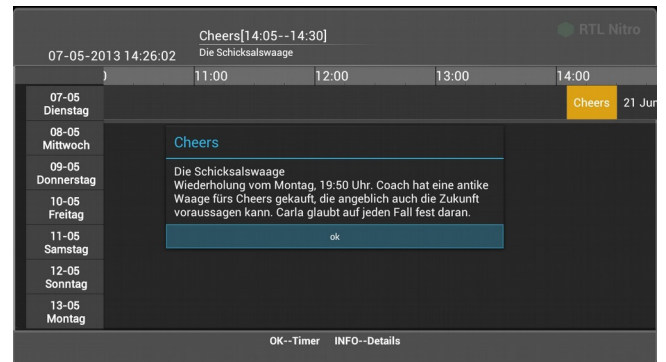 Cheers[14:05--14:30]
RTL Nitro
07-05-2013 14:26:02
Die Schicksalswaage
11:00
12:00
13:00
14:00
07-05
Dienstag
Cheers
21 Jun
08-05
Mittwoch
09-05
Donnerstag
10-05
Freitag
11-05
Samstag
12-05
Sonntag
13-05
Montag
Cheers
Die Schicksalswaage
Wiederholung vom Montag, 19:50 Uhr. Coach hat eine antike
Waage fürs Cheers gekauft, die angeblich auch die Zukunft
voraussagen kann. Carla glaubt auf jeden Fall fest daran.
ok
OK--Timer INFO--Details